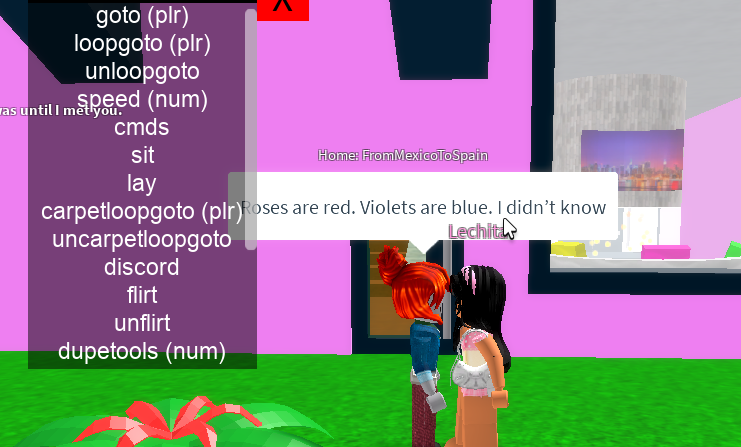 X
goto (plr)
loopgoto (plr)
unloopgoto
speed (num)
was until I met you.
cmds
sit
lay
carpetloopgoto (plr)
uncarpetloopgoto
discord
flirt
unflirt
dupetools (num)
Home: FromMexicoToSpain
Roses are red. Violets are blue. I didn’t know
Lechita